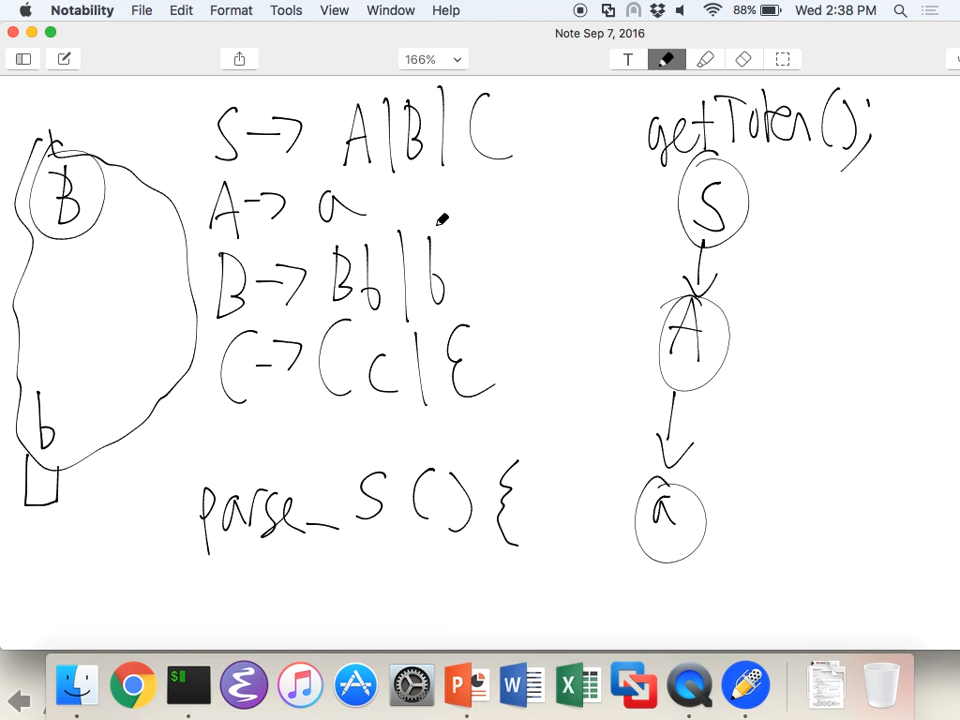 Notability File Edit Format Tools View Window Help 88% Wed 2:38 PM
Note Sep 7, 2016
166% T
S -> A | B | C
getToken();
A -> a
B -> Bb | b
C -> Cc | ε
parse_S() {
B
b
S
A
a
$
P
W
X
DOCX